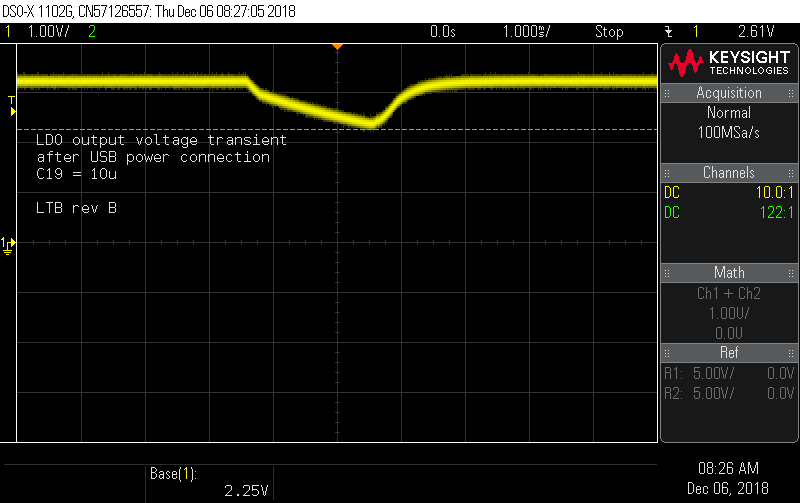 DSO-X 1102G, CN57126557: Thu Dec 06 08:27:05 2018
1 1.00V/ 2 0.0s 1.000ms/ Stop 1 2.61V
KEYSIGHT
TECHNOLOGIES
Acquisition
Normal
100MSa/s
Channels
DC 10.0:1
DC 122:1
Math
Ch1 + Ch2
1.00V/
0.0V
Ref
R1: 5.00V/ 0.0V
R2: 5.00V/ 0.0V
T
LDO output voltage transient
after USB power connection
C19 = 10u
LTB rev B
1
Base(1):
2.25V
08:26 AM
Dec 06, 2018